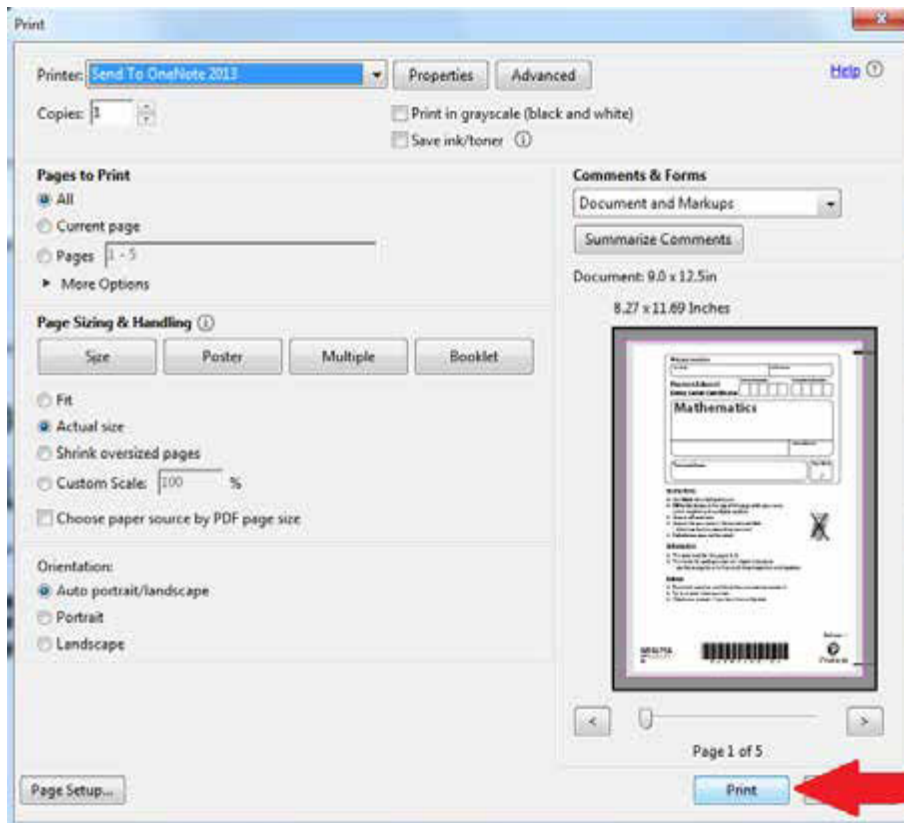 Print
Printer: Send To OneNote 2013 Properties Advanced Help
Copies: 1 Print in grayscale (black and white)
Save ink/toner
Pages to Print
All
Current page
Pages 1 - 5
More Options
Page Sizing & Handling
Size Poster Multiple Booklet
Fit
Actual size
Shrink oversized pages
Custom Scale: 100 %
Choose paper source by PDF page size
Orientation:
Auto portrait/landscape
Portrait
Landscape
Comments & Forms
Document and Markups
Summarize Comments
Document: 9.0 x 12.5in
8.27 x 11.69 Inches
Mathematics
< >
Page 1 of 5
Page Setup... Print